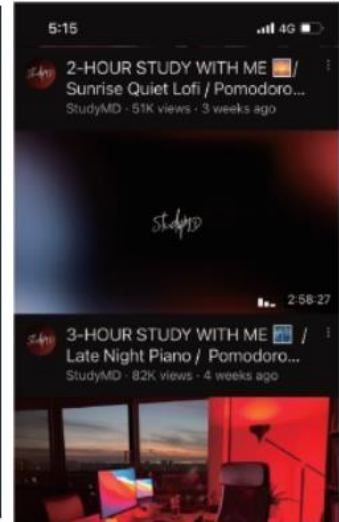 5:15
4G
2-HOUR STUDY WITH ME 🌅/
Sunrise Quiet Lofi / Pomodoro...
StudyMD · 51K views · 3 weeks ago
StudyMD
2:58:27
3-HOUR STUDY WITH ME 🌃 /
Late Night Piano / Pomodoro...
StudyMD · 82K views · 4 weeks ago